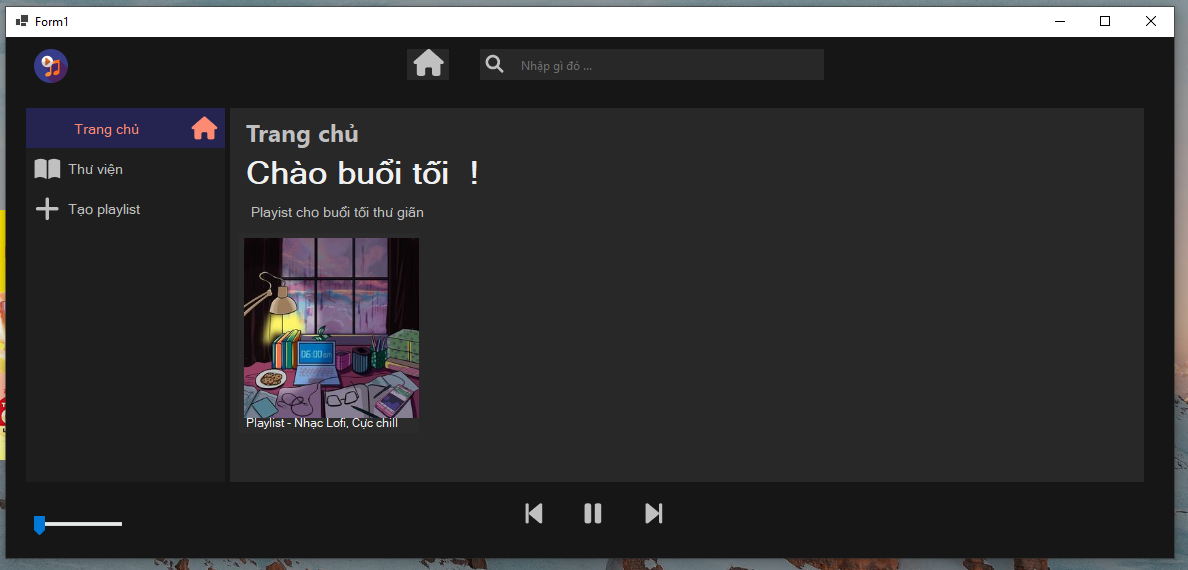 Form1
Nhập gì đó ...
Trang chủ
Thư viện
Tạo playlist
Trang chủ
Chào buổi tối !
Playist cho buổi tối thư giãn
06:00 am
Playlist - Nhạc Lofi, Cực chill